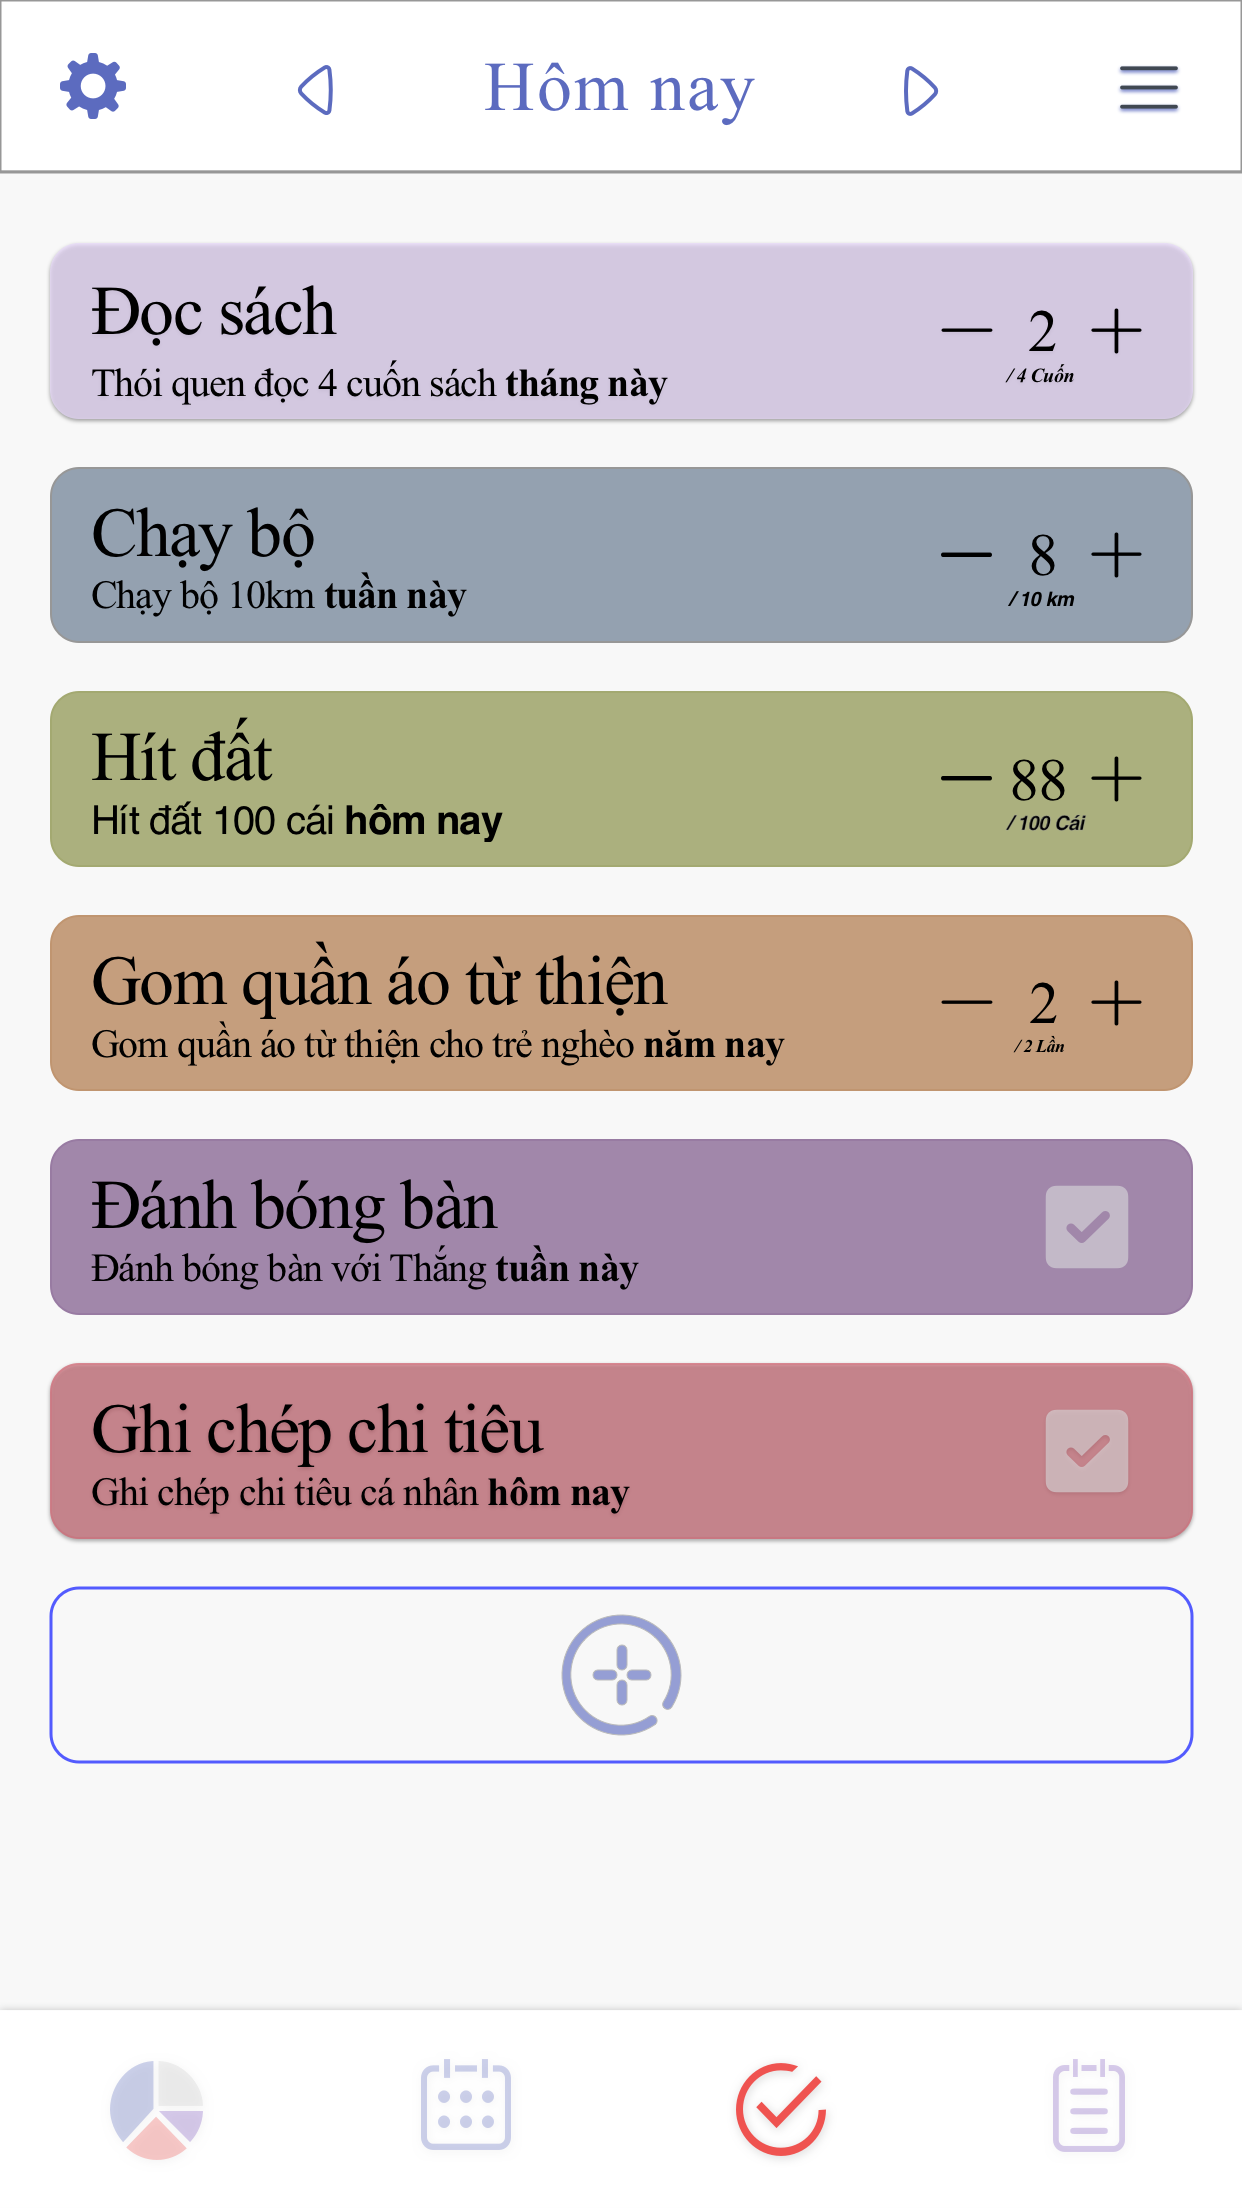 Hôm nay
Đọc sách
Thói quen đọc 4 cuốn sách tháng này
2
/ 4 Cuốn
Chạy bộ
Chạy bộ 10km tuần này
8
/ 10 km
Hít đất
Hít đất 100 cái hôm nay
88
/ 100 Cái
Gom quần áo từ thiện
Gom quần áo từ thiện cho trẻ nghèo năm nay
2
/ 2 Lần
Đánh bóng bàn
Đánh bóng bàn với Thắng tuần này
Ghi chép chi tiêu
Ghi chép chi tiêu cá nhân hôm nay